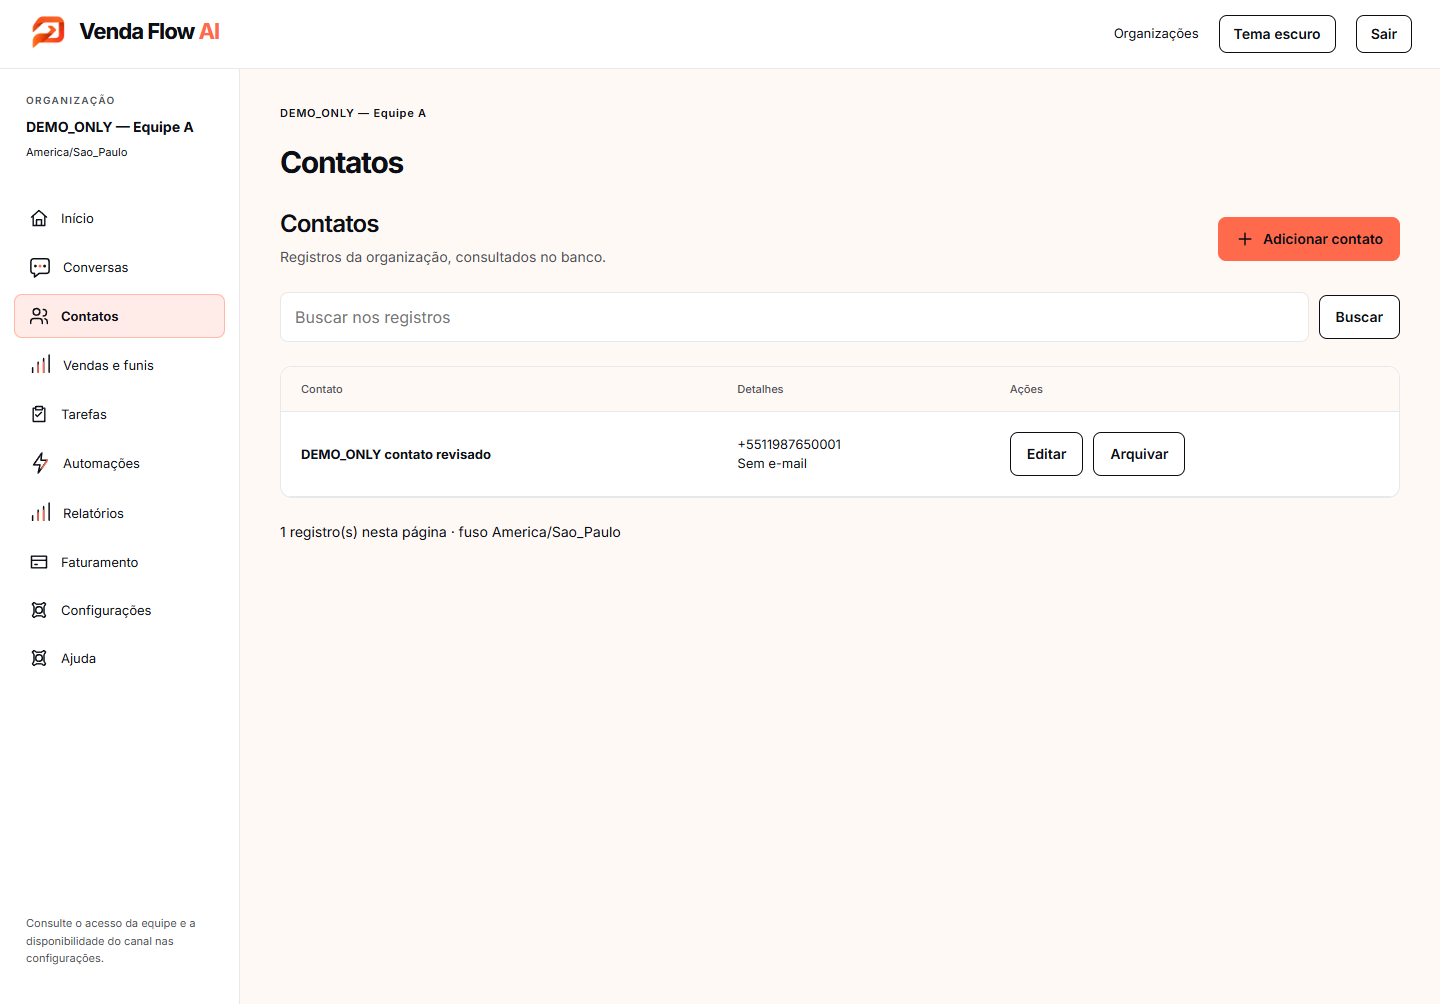 Venda Flow AI
Organizações
Tema escuro
Sair
ORGANIZAÇÃO
DEMO_ONLY — Equipe A
America/Sao_Paulo
Início
Conversas
Contatos
Vendas e funis
Tarefas
Automações
Relatórios
Faturamento
Configurações
Ajuda
Consulte o acesso da equipe e a
disponibilidade do canal nas
configurações.
DEMO_ONLY — Equipe A
Contatos
Contatos
Registros da organização, consultados no banco.
Adicionar contato
Buscar nos registros
Buscar
Contato Detalhes Ações
DEMO_ONLY contato revisado
+5511987650001
Sem e-mail
Editar
Arquivar
1 registro(s) nesta página · fuso America/Sao_Paulo